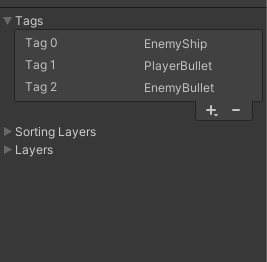 Tags
Tag 0 EnemyShip
Tag 1 PlayerBullet
Tag 2 EnemyBullet
Sorting Layers
Layers